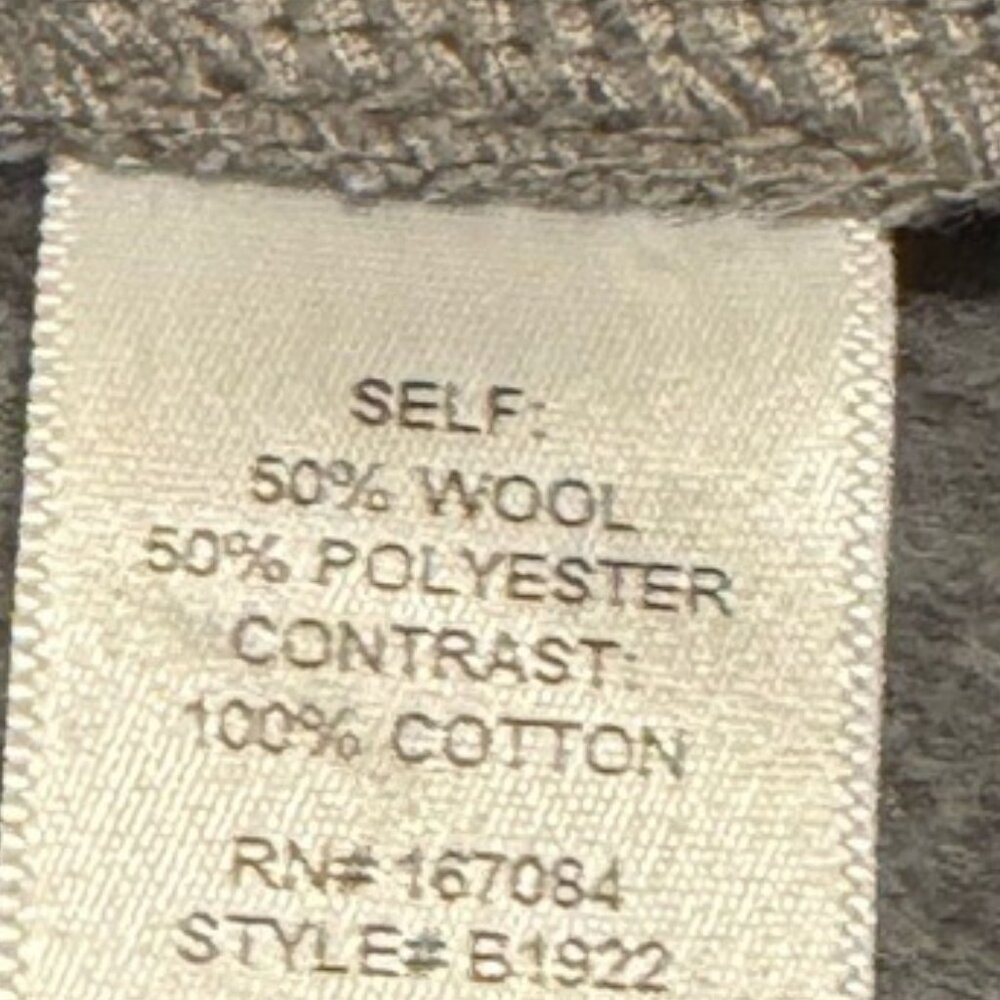 SELF:
50% WOOL
50% POLYESTER
CONTRAST:
100% COTTON
RN# 167084
STYLE# B1922